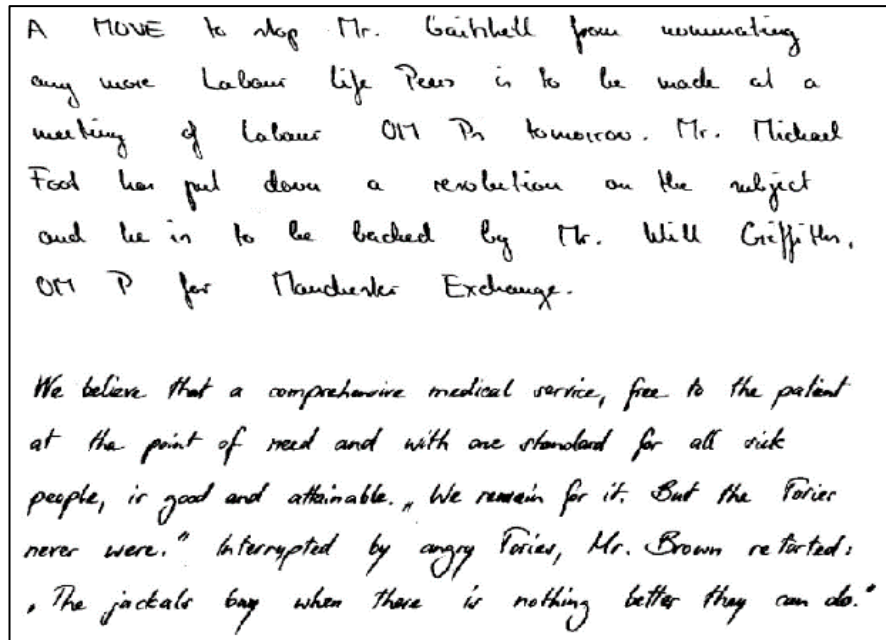 A MOVE to stop Mr. Gaitskell from nominating
any more Labour Life Peers is to be made at a
meeting of Labour OM Ps tomorrow. Mr. Michael
Foot has put down a resolution on the subject
and he is to be backed by Mr. Will Griffiths,
OM P for Manchester Exchange.
We believe that a comprehensive medical service, free to the patient
at the point of need and with one standard for all sick
people, is good and attainable. „We remain for it. But the Tories
never were." Interrupted by angry Tories, Mr. Brown retorted:
„The jackals bay when there is nothing better they can do."